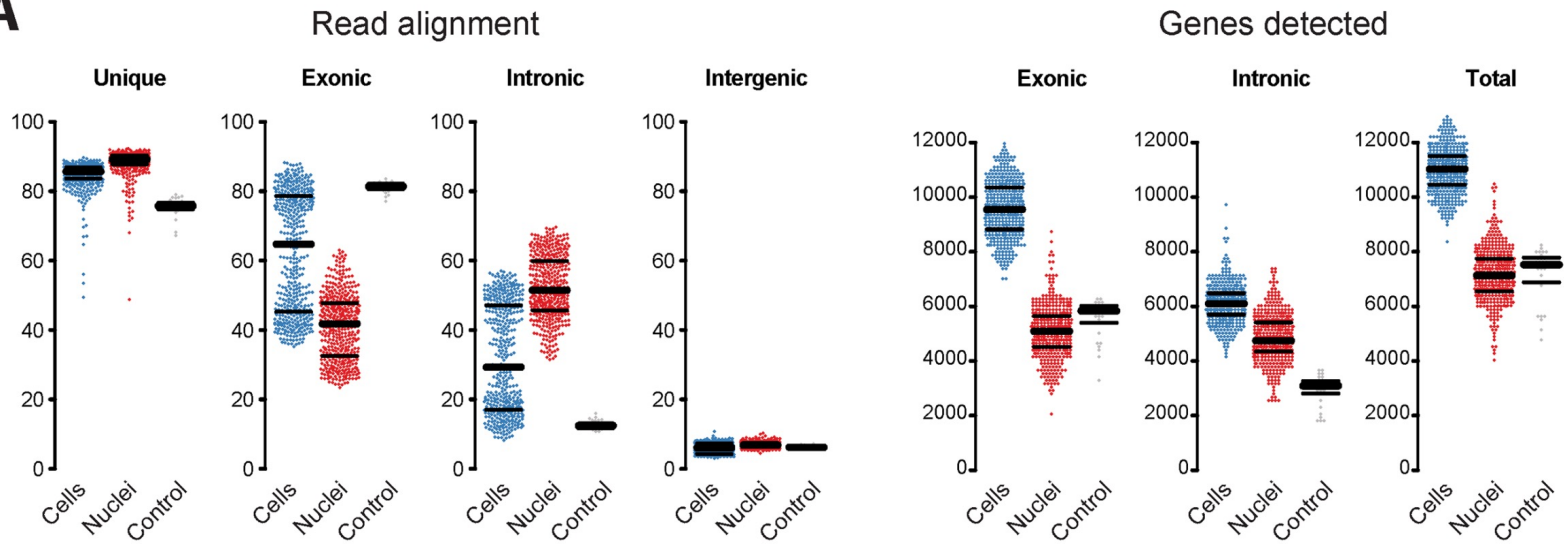 A
Read alignment
Genes detected
Unique
Exonic
Intronic
Intergenic
Exonic
Intronic
Total
100
80
60
40
20
0
100
80
60
40
20
0
100
80
60
40
20
0
100
80
60
40
20
0
12000
10000
8000
6000
4000
2000
0
12000
10000
8000
6000
4000
2000
0
12000
10000
8000
6000
4000
2000
0
Cells
Nuclei
Control
Cells
Nuclei
Control
Cells
Nuclei
Control
Cells
Nuclei
Control
Cells
Nuclei
Control
Cells
Nuclei
Control
Cells
Nuclei
Control